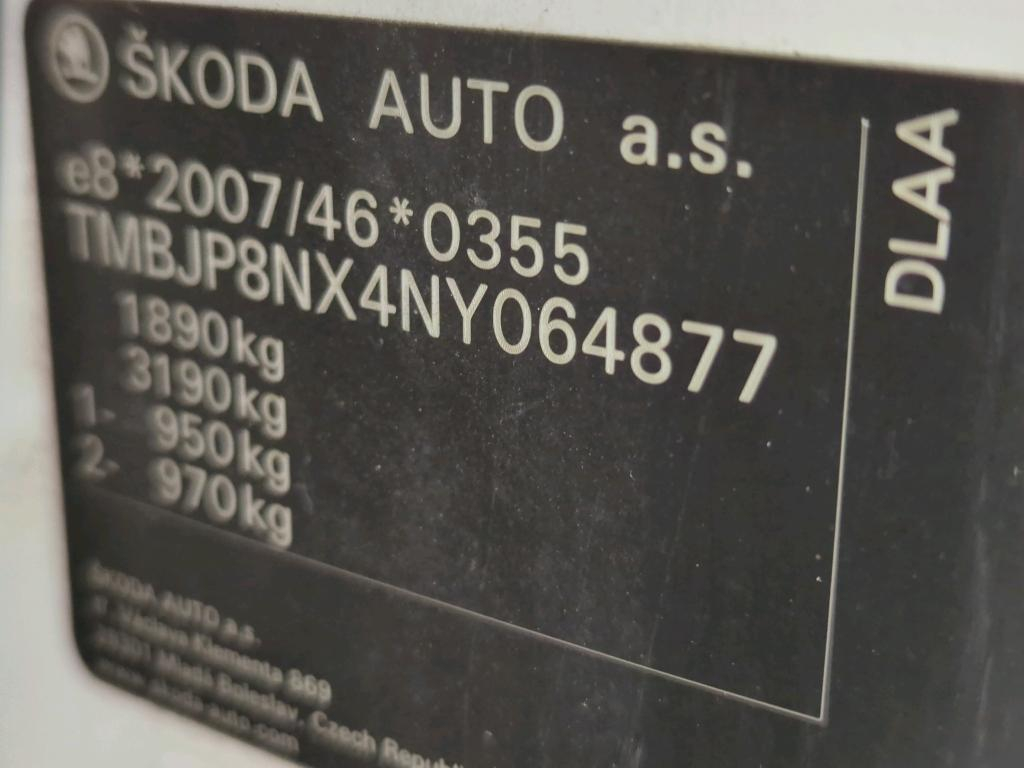 ŠKODA AUTO a.s.
e8*2007/46*0355
TMBJP8NX4NY064877
1890kg
3190kg
1- 950kg
2- 970kg
DLAA
ŠKODA AUTO a.s.
tř. Václava Klementa 869
29301 Mladá Boleslav, Czech Republi
www.skoda-auto.com